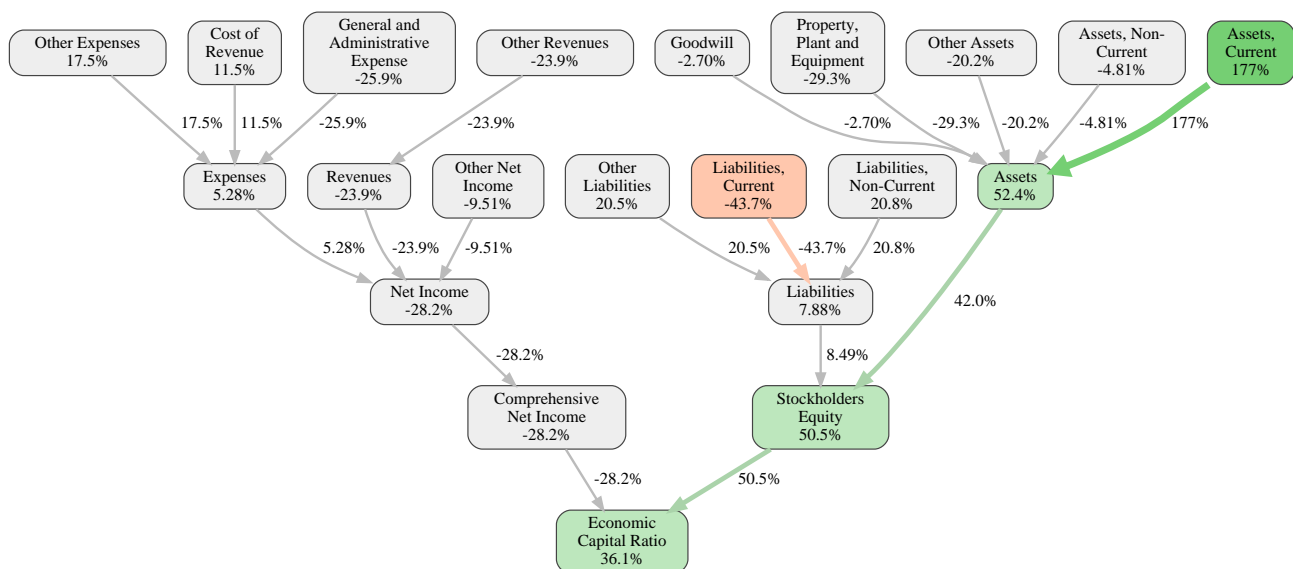 Other Expenses
17.5%
Cost of
Revenue
11.5%
General and
Administrative
Expense
-25.9%
Other Revenues
-23.9%
Goodwill
-2.70%
Property,
Plant and
Equipment
-29.3%
Other Assets
-20.2%
Assets, Non-
Current
-4.81%
Assets,
Current
177%
17.5%
11.5%
-25.9%
-23.9%
-2.70%
-29.3%
-20.2%
-4.81%
177%
Expenses
5.28%
Revenues
-23.9%
Other Net
Income
-9.51%
Other
Liabilities
20.5%
Liabilities,
Current
-43.7%
Liabilities,
Non-Current
20.8%
Assets
52.4%
5.28%
-23.9%
-9.51%
20.5%
-43.7%
20.8%
Net Income
-28.2%
Liabilities
7.88%
42.0%
-28.2%
8.49%
Comprehensive
Net Income
-28.2%
Stockholders
Equity
50.5%
-28.2%
50.5%
Economic
Capital Ratio
36.1%